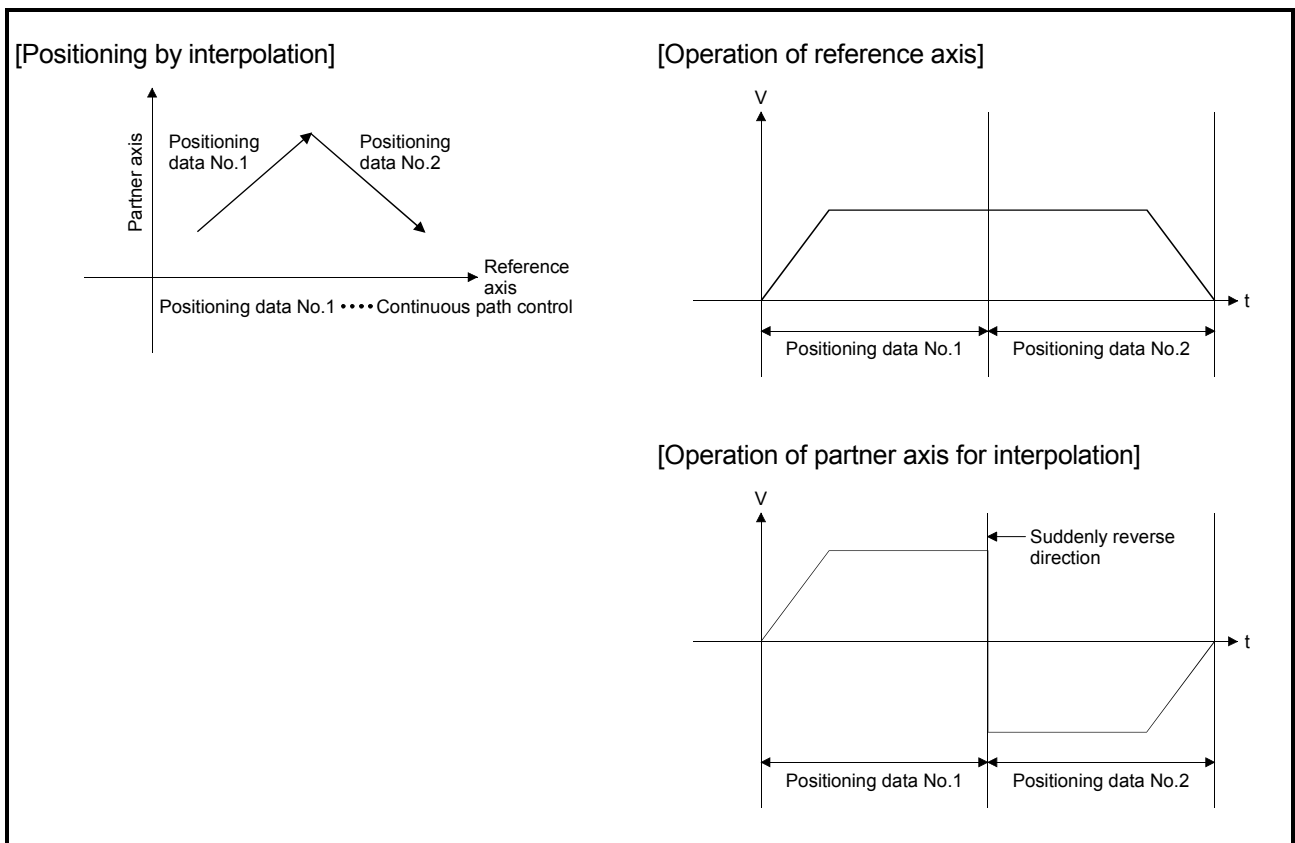 [Positioning by interpolation]
Partner axis
Positioning
data No.1
Positioning
data No.2
Reference
axis
Positioning data No.1 •••• Continuous path control
[Operation of reference axis]
V
t
Positioning data No.1
Positioning data No.2
[Operation of partner axis for interpolation]
V
Suddenly reverse
direction
t
Positioning data No.1
Positioning data No.2